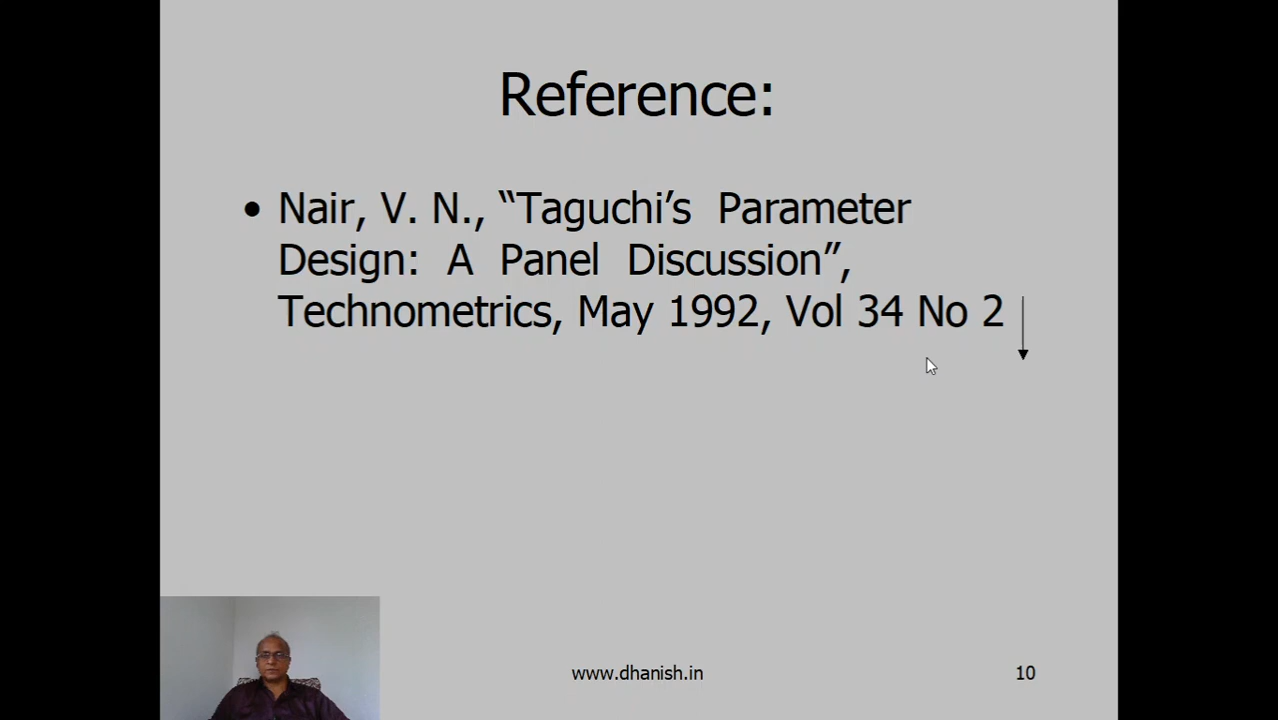 Reference:
• Nair, V. N., “Taguchi’s Parameter
Design: A Panel Discussion”,
Technometrics, May 1992, Vol 34 No 2
www.dhanish.in
10